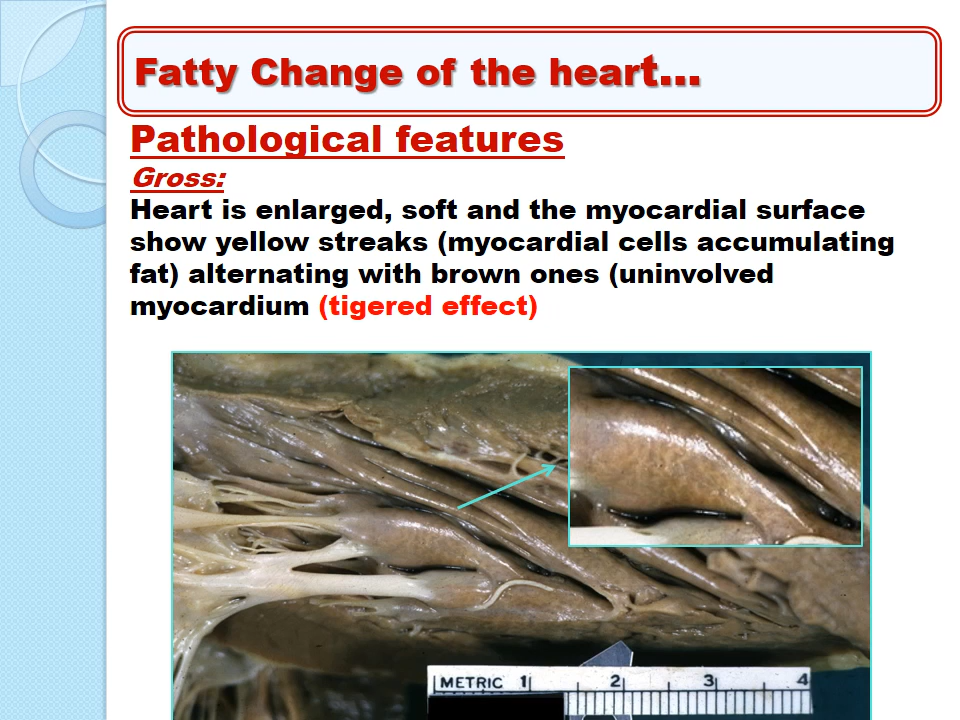 Fatty Change of the heart...
Pathological features
Gross:
Heart is enlarged, soft and the myocardial surface
show yellow streaks (myocardial cells accumulating
fat) alternating with brown ones (uninvolved
myocardium (tigered effect)
METRIC 1 2 3 4